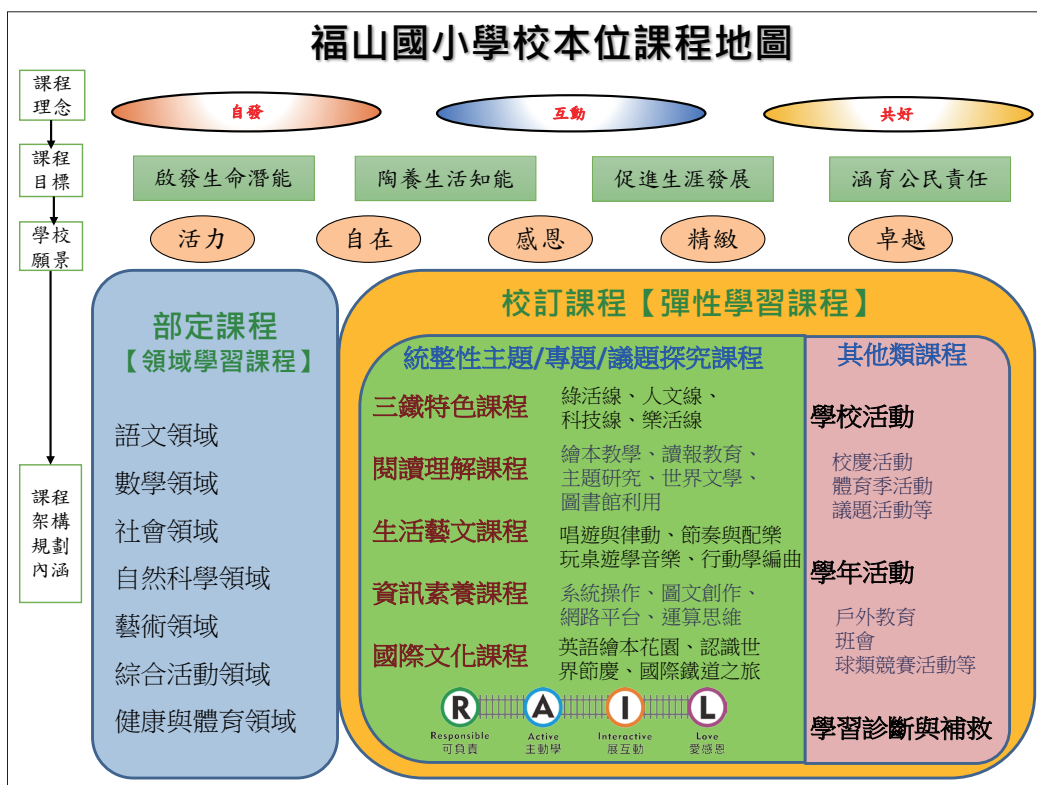 福山國小學校本位課程地圖
課程
理念
自發
互動
共好
課程
目標
啟發生命潛能
陶養生活知能
促進生涯發展
涵育公民責任
學校
願景
活力
自在
感恩
精緻
卓越
課程
架構
規劃
內涵
部定課程
【領域學習課程】
語文領域
數學領域
社會領域
自然科學領域
藝術領域
綜合活動領域
健康與體育領域
校訂課程【彈性學習課程】
統整性主題/專題/議題探究課程
三鐵特色課程
綠活線、人文線、
科技線、樂活線
閱讀理解課程
繪本教學、讀報教育、
主題研究、世界文學、
圖書館利用
生活藝文課程
唱遊與律動、節奏與配樂
玩桌遊學音樂、行動學編曲
資訊素養課程
系統操作、圖文創作、
網路平台、運算思維
國際文化課程
英語繪本花園、認識世
界節慶、國際鐵道之旅
R A I L
Responsible Active Interactive Love
可負責 主動學 展互動 愛感恩
其他類課程
學校活動
校慶活動
體育季活動
議題活動等
學年活動
戶外教育
班會
球類競賽活動等
學習診斷與補救